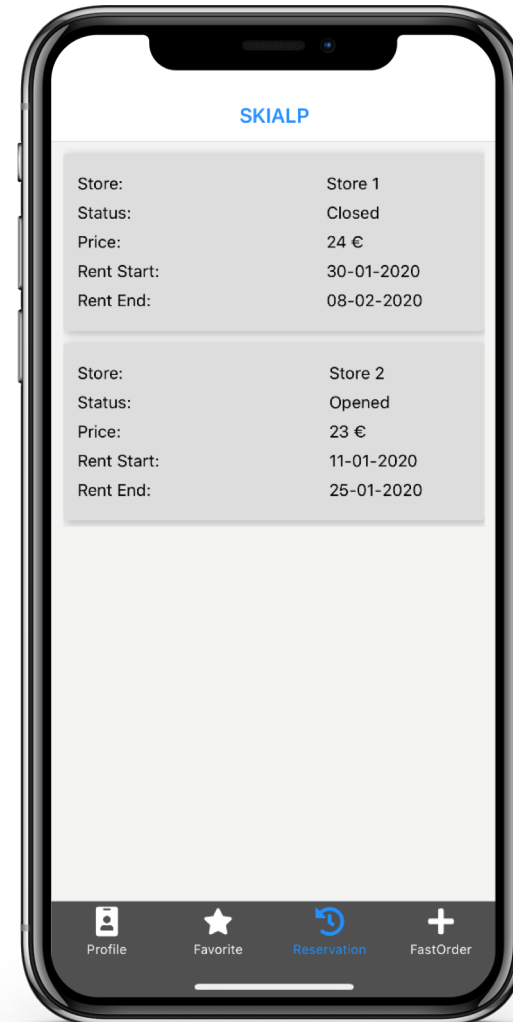 SKIALP
Store: Store 1
Status: Closed
Price: 24 €
Rent Start: 30-01-2020
Rent End: 08-02-2020
Store: Store 2
Status: Opened
Price: 23 €
Rent Start: 11-01-2020
Rent End: 25-01-2020
Profile Favorite Reservation FastOrder